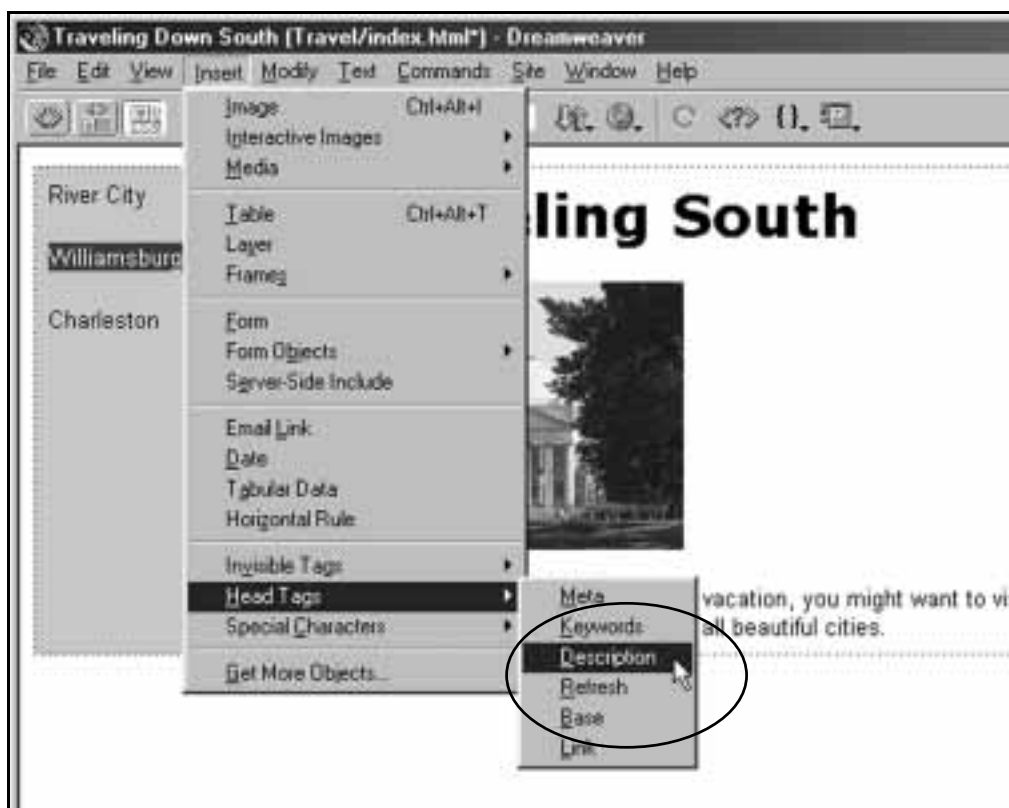 Traveling Down South (Travel/index.html*) - Dreamweaver
File Edit View Insert Modify Text Commands Site Window Help
Image Ctrl+Alt+I
Interactive Images
Media
Table Ctrl+Alt+T
Layer
Frames
Form
Form Objects
Server-Side Include
Email Link
Date
Tabular Data
Horizontal Rule
Invisible Tags
Head Tags
Special Characters
Get More Objects...
Meta
Keywords
Description
Refresh
Base
Link
River City
Williamsburg
Charleston
ling South
vacation, you might want to vi
all beautiful cities.